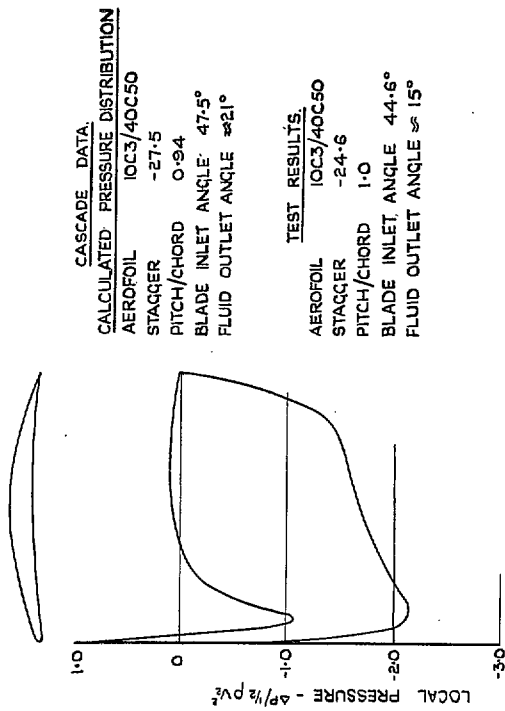 CASCADE DATA.
CALCULATED PRESSURE DISTRIBUTION
AEROFOIL 10C3/40C50
STAGGER -27·5
PITCH/CHORD 0·94
BLADE INLET ANGLE· 47·5°
FLUID OUTLET ANGLE ≈21°
TEST RESULTS.
AEROFOIL 10C3/40C50
STAGGER -24·6
PITCH/CHORD 1·0
BLADE INLET ANGLE 44·6°
FLUID OUTLET ANGLE ≈ 15°
1·0
0
-1·0
-2·0
-3·0
LOCAL PRESSURE - ΔP/½ρV₂²